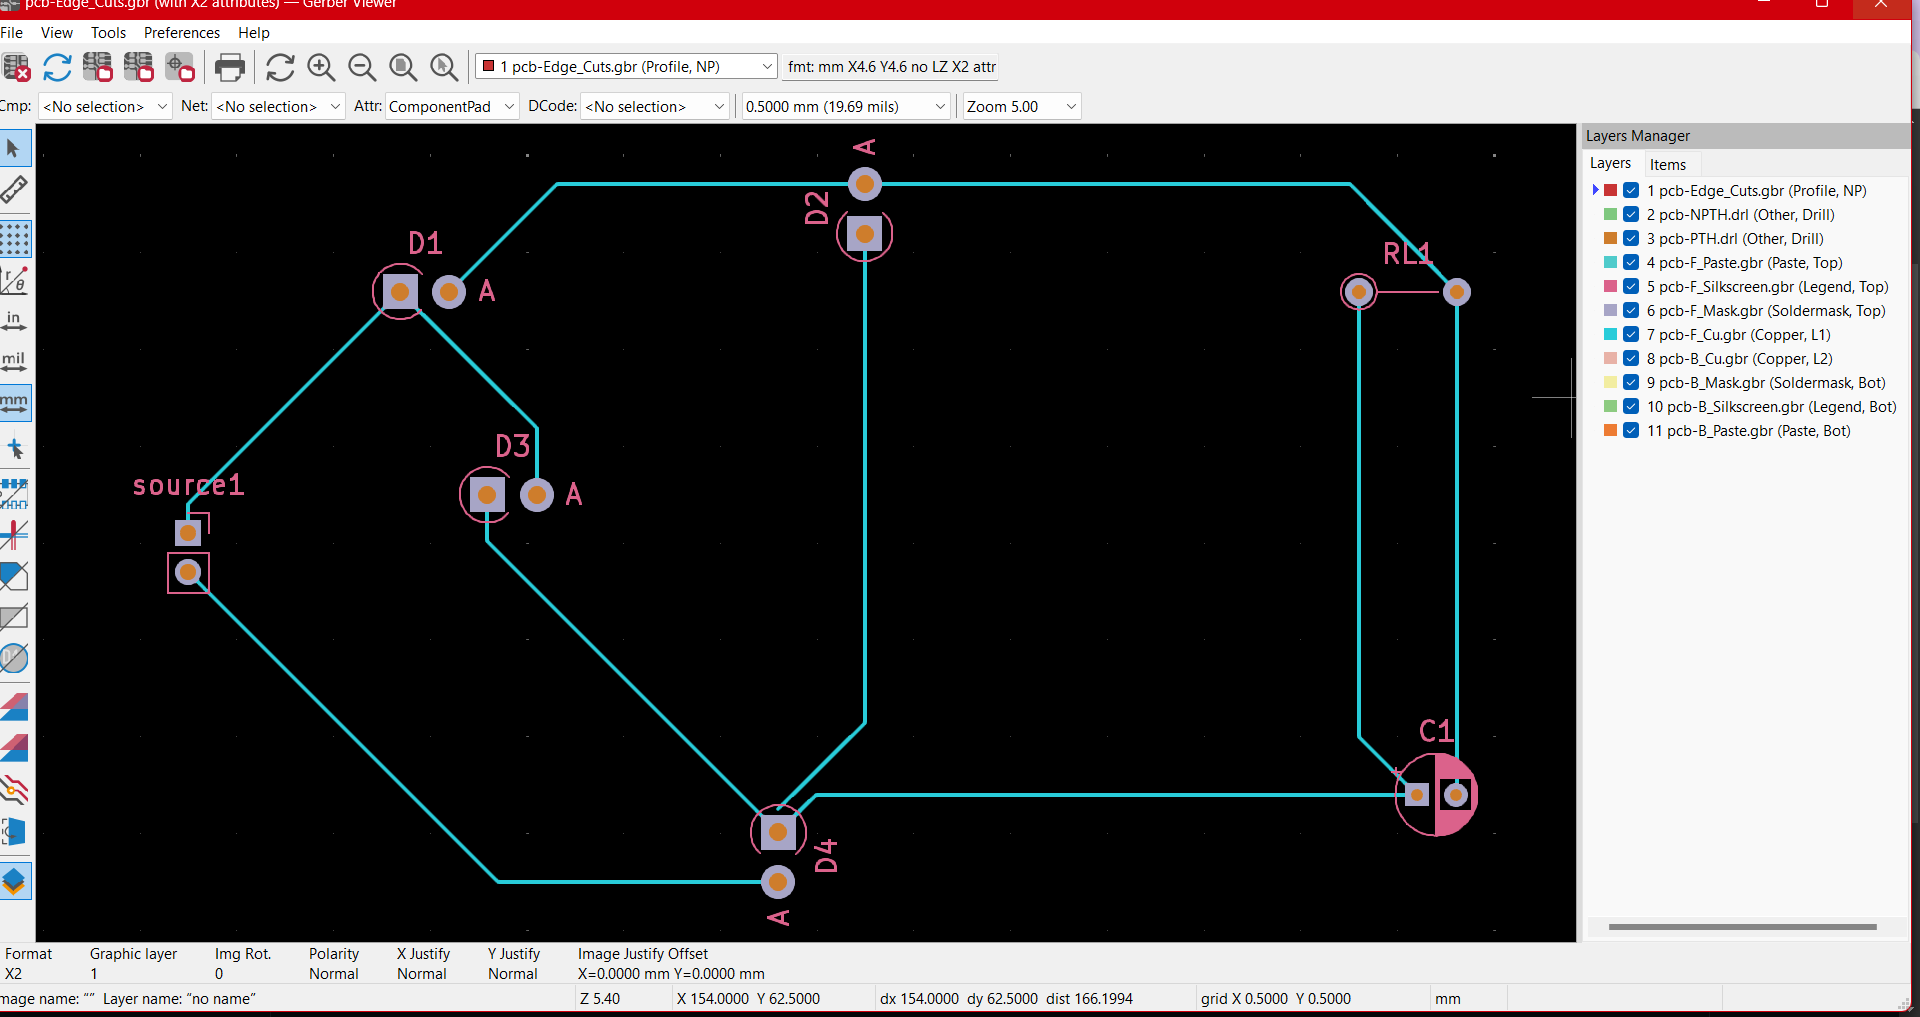 pcb-Edge_Cuts.gbr (with X2 attributes) — Gerber Viewer
File View Tools Preferences Help
1 pcb-Edge_Cuts.gbr (Profile, NP) fmt: mm X4.6 Y4.6 no LZ X2 attr
Cmp: <No selection> Net: <No selection> Attr: ComponentPad DCode: <No selection> 0.5000 mm (19.69 mils) Zoom 5.00
Layers Manager
Layers Items
1 pcb-Edge_Cuts.gbr (Profile, NP)
2 pcb-NPTH.drl (Other, Drill)
3 pcb-PTH.drl (Other, Drill)
4 pcb-F_Paste.gbr (Paste, Top)
5 pcb-F_Silkscreen.gbr (Legend, Top)
6 pcb-F_Mask.gbr (Soldermask, Top)
7 pcb-F_Cu.gbr (Copper, L1)
8 pcb-B_Cu.gbr (Copper, L2)
9 pcb-B_Mask.gbr (Soldermask, Bot)
10 pcb-B_Silkscreen.gbr (Legend, Bot)
11 pcb-B_Paste.gbr (Paste, Bot)
r
θ
in
mil
mm
A
D2
D1
A
RL1
D3
A
source1
C1
+
D4
A
Format Graphic layer Img Rot. Polarity X Justify Y Justify Image Justify Offset
X2 1 0 Normal Normal Normal X=0.0000 mm Y=0.0000 mm
mage name: “” Layer name: “no name” Z 5.40 X 154.0000 Y 62.5000 dx 154.0000 dy 62.5000 dist 166.1994 grid X 0.5000 Y 0.5000 mm